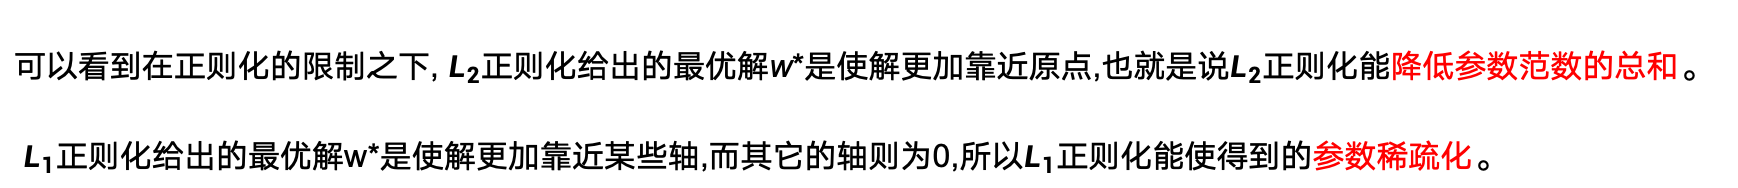 可以看到在正则化的限制之下, L₂正则化给出的最优解w*是使解更加靠近原点,也就是说L₂正则化能降低参数范数的总和。
L₁正则化给出的最优解w*是使解更加靠近某些轴,而其它的轴则为0,所以L₁正则化能使得到的参数稀疏化。